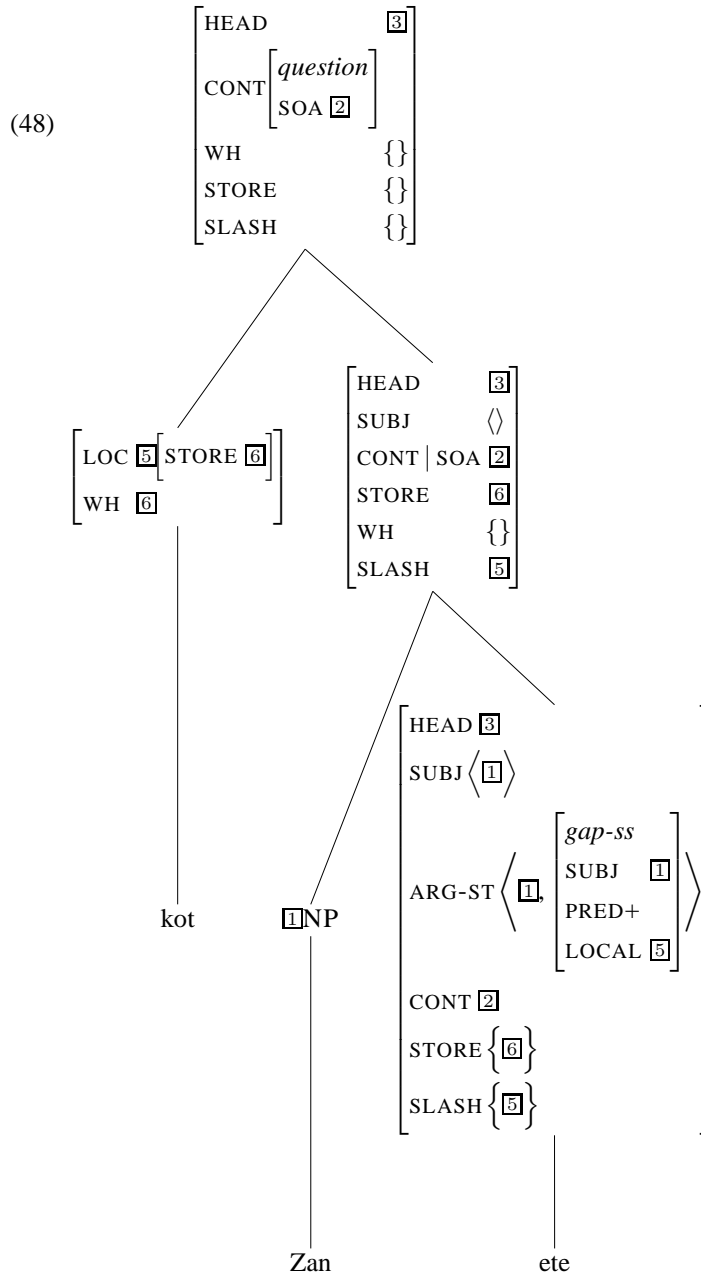 (48)
HEAD 3
CONT [question
SOA 2]
WH {}
STORE {}
SLASH {}
LOC 5 [STORE 6]
WH 6
HEAD 3
SUBJ ⟨⟩
CONT | SOA 2
STORE 6
WH {}
SLASH 5
HEAD 3
SUBJ ⟨1⟩
ARG-ST ⟨1, [gap-ss
SUBJ 1
PRED+
LOCAL 5]⟩
CONT 2
STORE {6}
SLASH {5}
kot 1NP
Zan ete